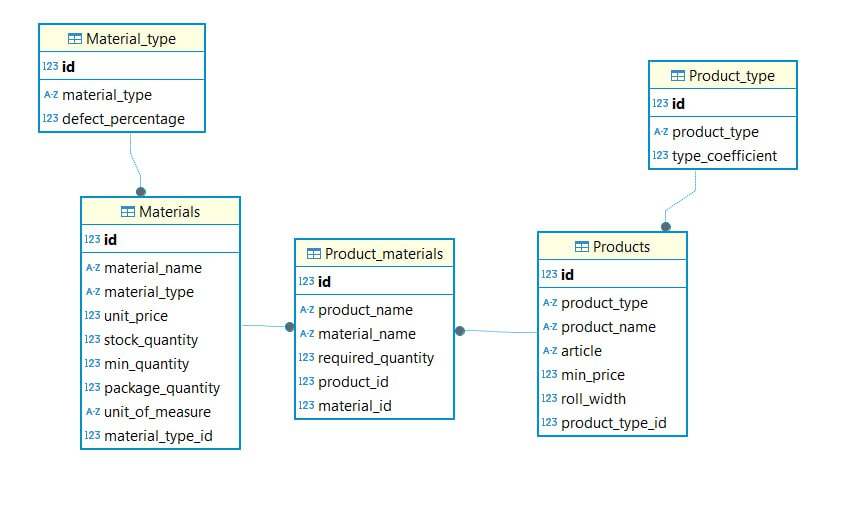 Material_type
123 id
A-Z material_type
123 defect_percentage
Materials
123 id
A-Z material_name
A-Z material_type
123 unit_price
123 stock_quantity
123 min_quantity
123 package_quantity
A-Z unit_of_measure
123 material_type_id
Product_materials
123 id
A-Z product_name
A-Z material_name
123 required_quantity
123 product_id
123 material_id
Product_type
123 id
A-Z product_type
123 type_coefficient
Products
123 id
A-Z product_type
A-Z product_name
A-Z article
123 min_price
123 roll_width
123 product_type_id